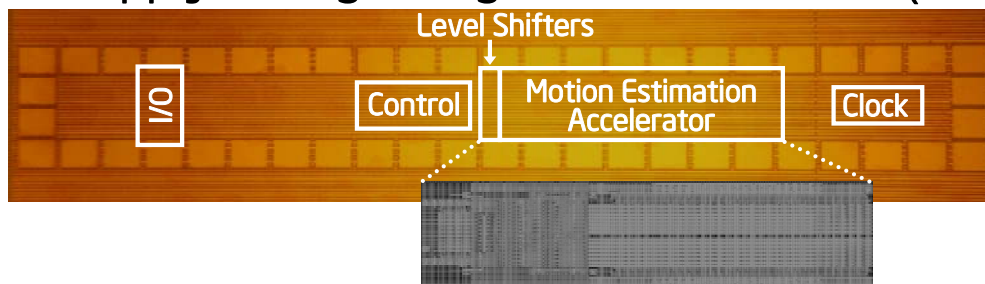 Level Shifters
I/O
Control
Motion Estimation
Accelerator
Clock